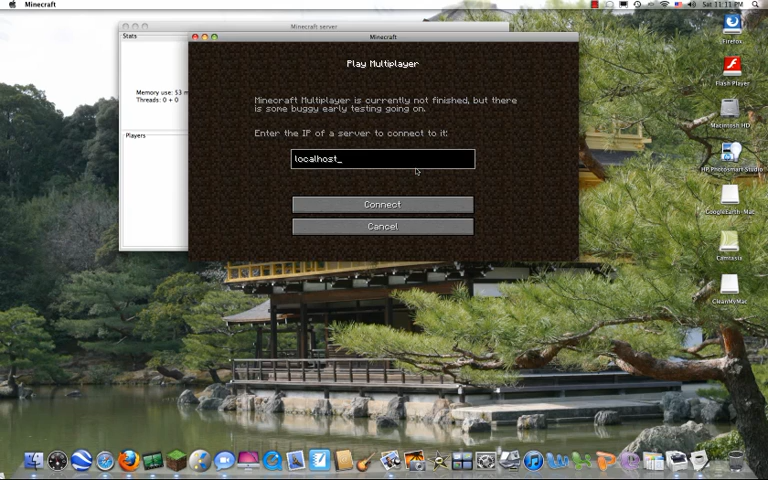 Minecraft
Sat 11:11 PM
Minecraft server
Stats
Memory use: 53 m
Threads: 0 + 0
Players
Minecraft
Play Multiplayer
Minecraft Multiplayer is currently not finished, but there
is some buggy early testing going on.
Enter the IP of a server to connect to it:
localhost_
Connect
Cancel
Firefox
Flash Player
Macintosh HD
HP Photosmart Studio
GoogleEarth-Mac
Camtasia
CleanMyMac